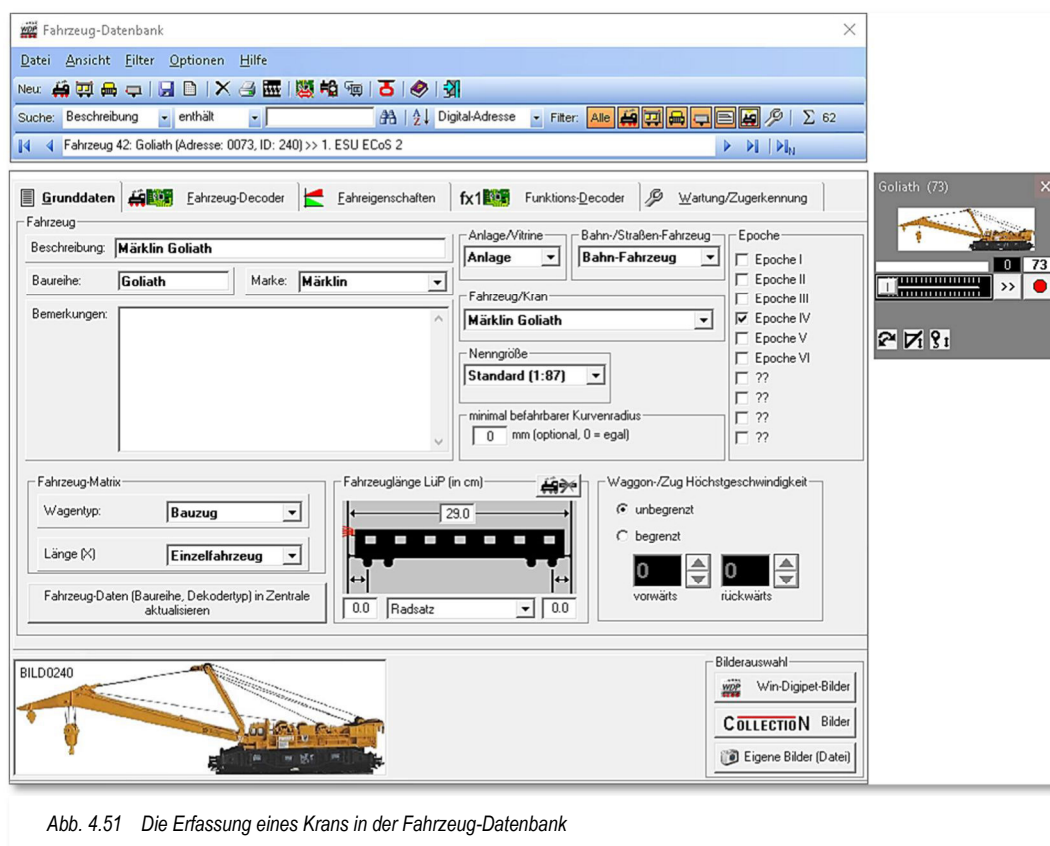 WDP Fahrzeug-Datenbank
Datei Ansicht Filter Optionen Hilfe
Neu:
Suche: Beschreibung enthält Digital-Adresse Filter: Alle Σ 62
Fahrzeug 42: Goliath (Adresse: 0073, ID: 240) >> 1. ESU ECoS 2
Grunddaten Fahrzeug-Decoder Fahreigenschaften fx1 Funktions-Decoder Wartung/Zugerkennung
Fahrzeug
Beschreibung: Märklin Goliath
Baureihe: Goliath Marke: Märklin
Bemerkungen:
Anlage/Vitrine
Anlage
Bahn-/Straßen-Fahrzeug
Bahn-Fahrzeug
Fahrzeug/Kran
Märklin Goliath
Nenngröße
Standard (1:87)
minimal befahrbarer Kurvenradius
0 mm (optional, 0 = egal)
Epoche
Epoche I
Epoche II
Epoche III
Epoche IV
Epoche V
Epoche VI
??
??
??
??
Fahrzeug-Matrix
Wagentyp: Bauzug
Länge (X) Einzelfahrzeug
Fahrzeug-Daten (Baureihe, Dekodertyp) in Zentrale
aktualisieren
Fahrzeuglänge LüP (in cm)
29.0
0.0 Radsatz 0.0
Waggon-/Zug Höchstgeschwindigkeit
unbegrenzt
begrenzt
0 0
vorwärts rückwärts
BILD0240
Bilderauswahl
WDP Win-Digipet-Bilder
COLLECTION Bilder
Eigene Bilder (Datei)
Goliath (73)
0 73
>>
Abb. 4.51 Die Erfassung eines Krans in der Fahrzeug-Datenbank